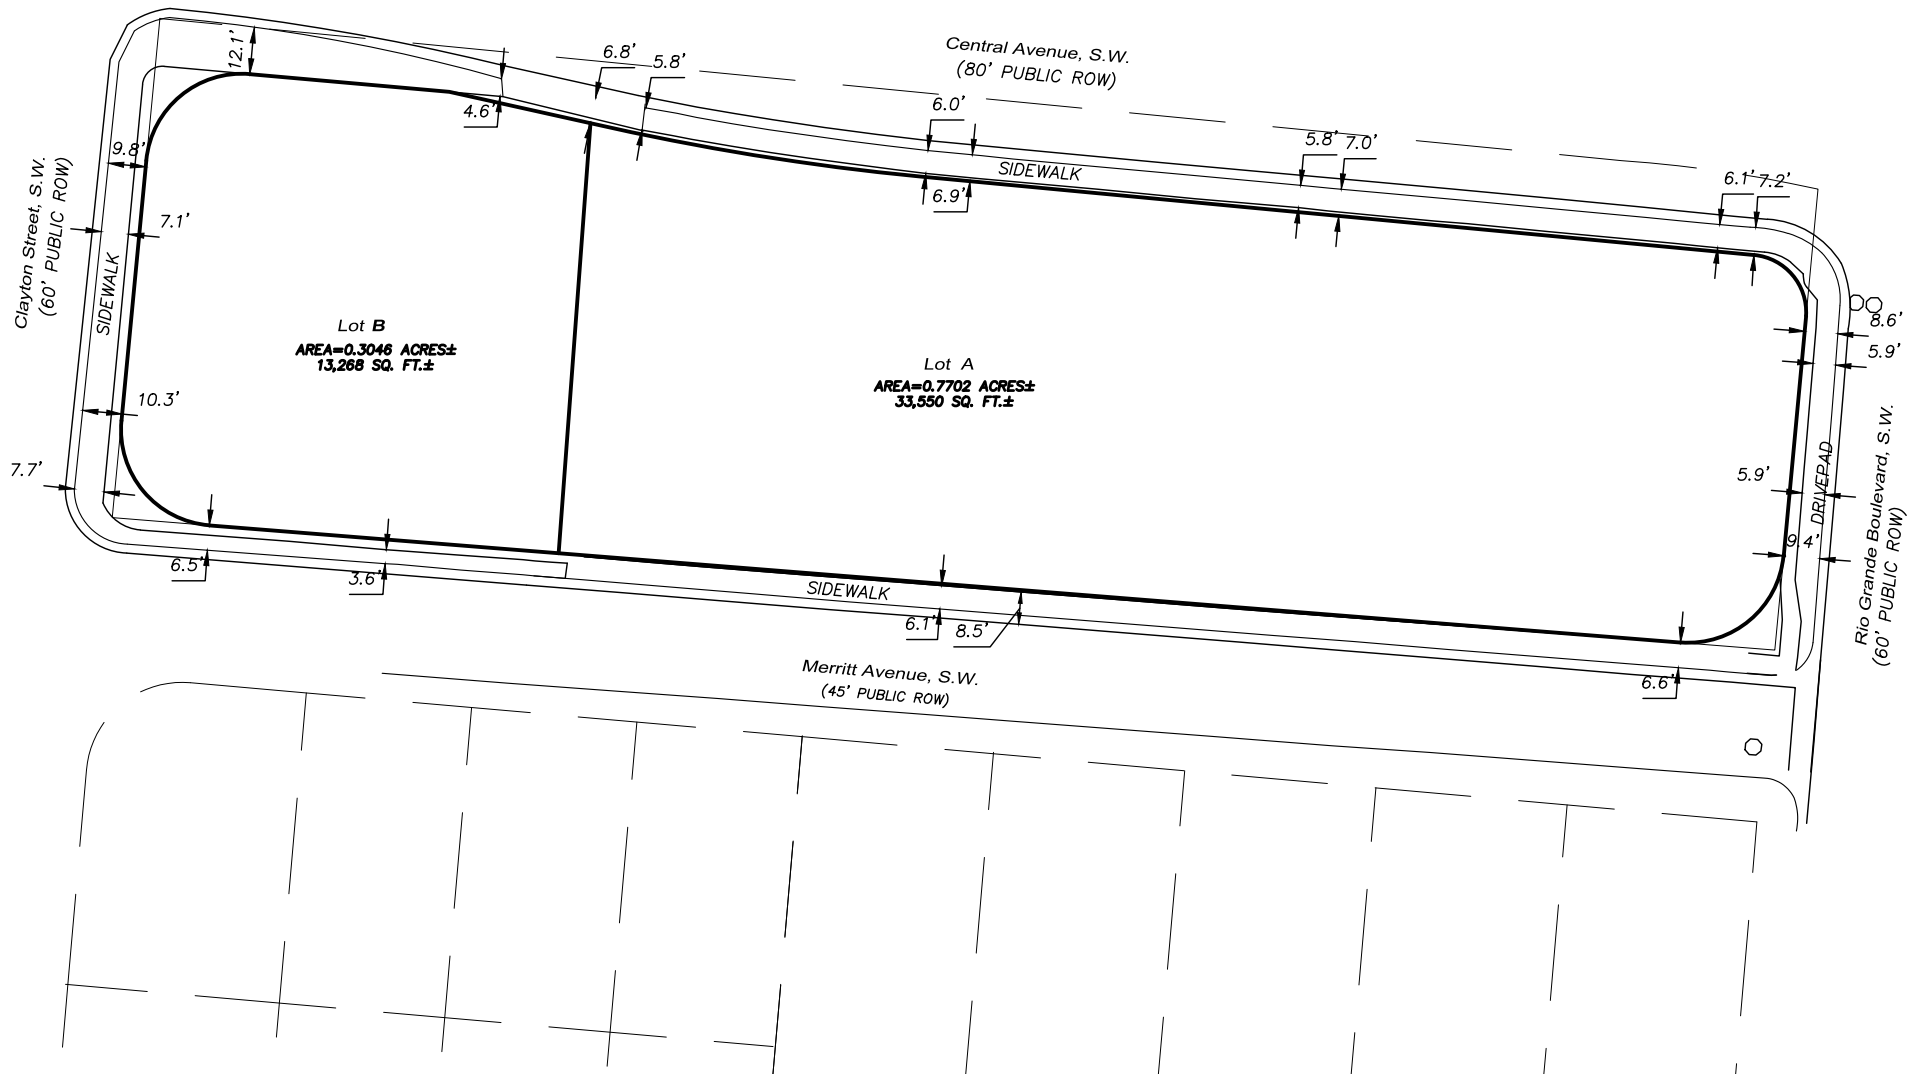 Central Avenue, S.W.
(80' PUBLIC ROW)
12.1'
6.8'
5.8'
4.6'
6.0'
6.9'
SIDEWALK
5.8'
7.0'
6.1'
7.2'
9.8'
7.1'
Clayton Street, S.W.
(60' PUBLIC ROW)
SIDEWALK
10.3'
7.7'
Lot B
AREA=0.3046 ACRES±
13,268 SQ. FT.±
Lot A
AREA=0.7702 ACRES±
33,550 SQ. FT.±
8.6'
5.9'
5.9'
DRIVEPAD
9.4'
Rio Grande Boulevard, S.W.
(60' PUBLIC ROW)
6.5'
3.6'
SIDEWALK
6.1'
8.5'
6.6'
Merritt Avenue, S.W.
(45' PUBLIC ROW)